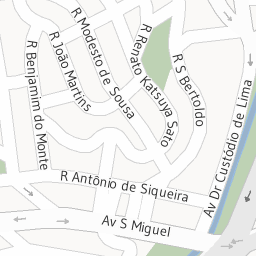 R Modesto de Sousa
R João Martins
R Benjamim do Monte
R Renato Katsuya Sato
R S Bertoldo
Av Dr Custódio de Lima
R Antônio de Siqueira
Av S Miguel